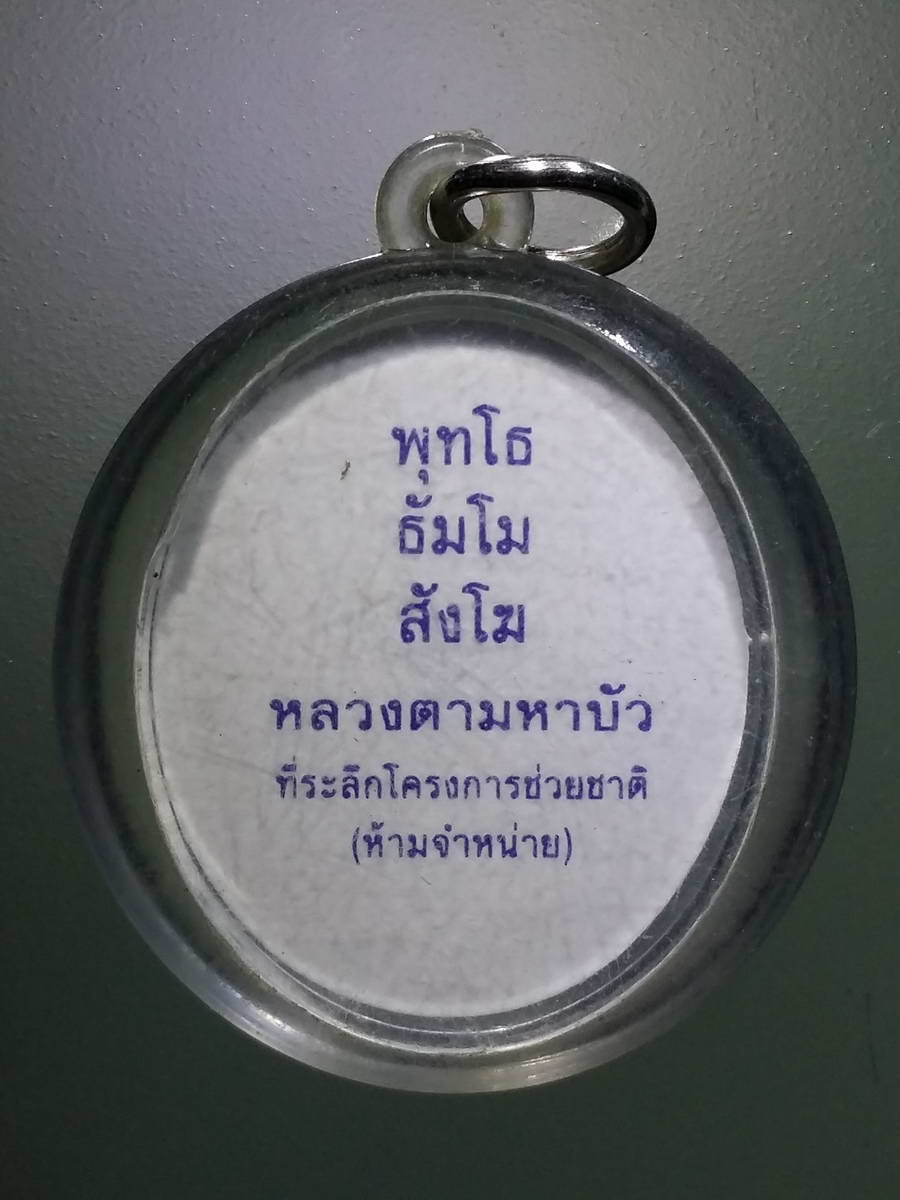 พุทโธ
ธัมโม
สังโฆ
หลวงตามหาบัว
ที่ระลึกโครงการช่วยชาติ
(ห้ามจำหน่าย)